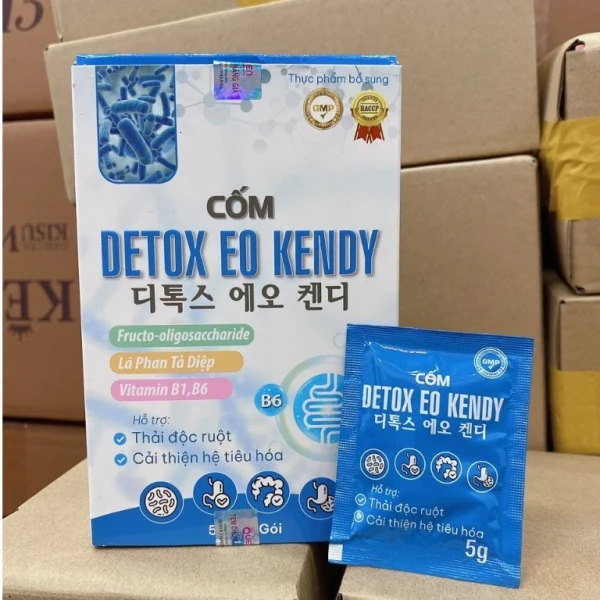 Thực phẩm bổ sung
GMP
HACCP
CỐM
DETOX EO KENDY
디톡스 에오 켄디
Fructo-oligosaccharide
Lá Phan Tả Diệp
Vitamin B1,B6
B6
Hỗ trợ:
Thải độc ruột
Cải thiện hệ tiêu hóa
Gói
GMP
CỐM
DETOX EO KENDY
디톡스 에오 켄디
Hỗ trợ:
Thải độc ruột
Cải thiện hệ tiêu hóa
5g